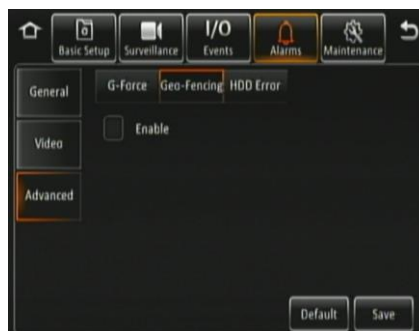 I/O
Basic Setup Surveillance Events Alarms Maintenance
General G-Force Geo-Fencing HDD Error
Enable
Video
Advanced
Default Save